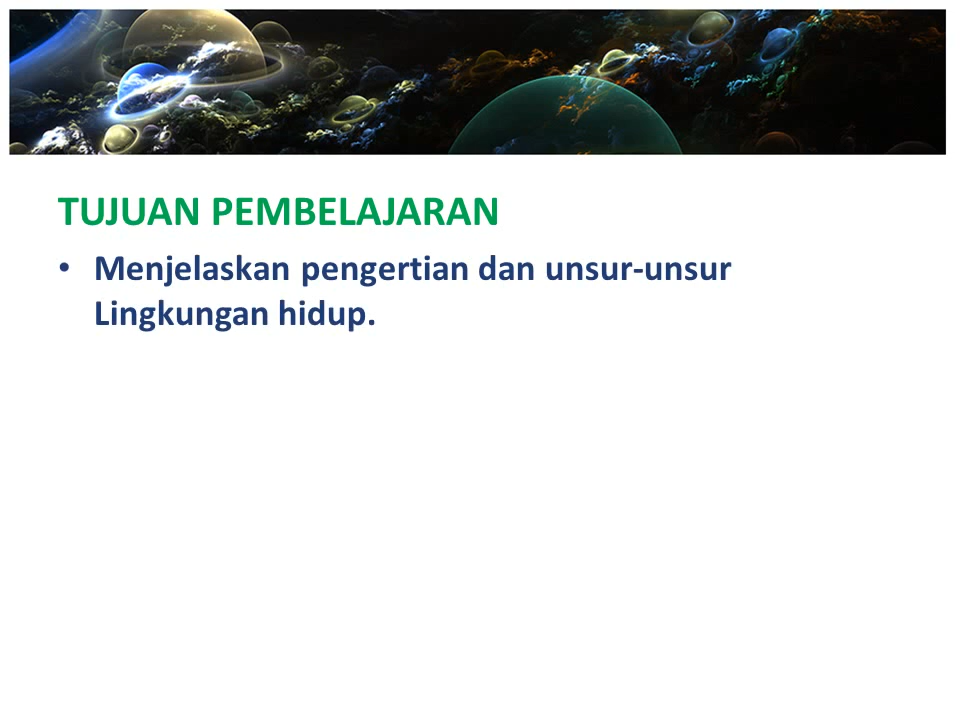 TUJUAN PEMBELAJARAN
• Menjelaskan pengertian dan unsur-unsur
Lingkungan hidup.